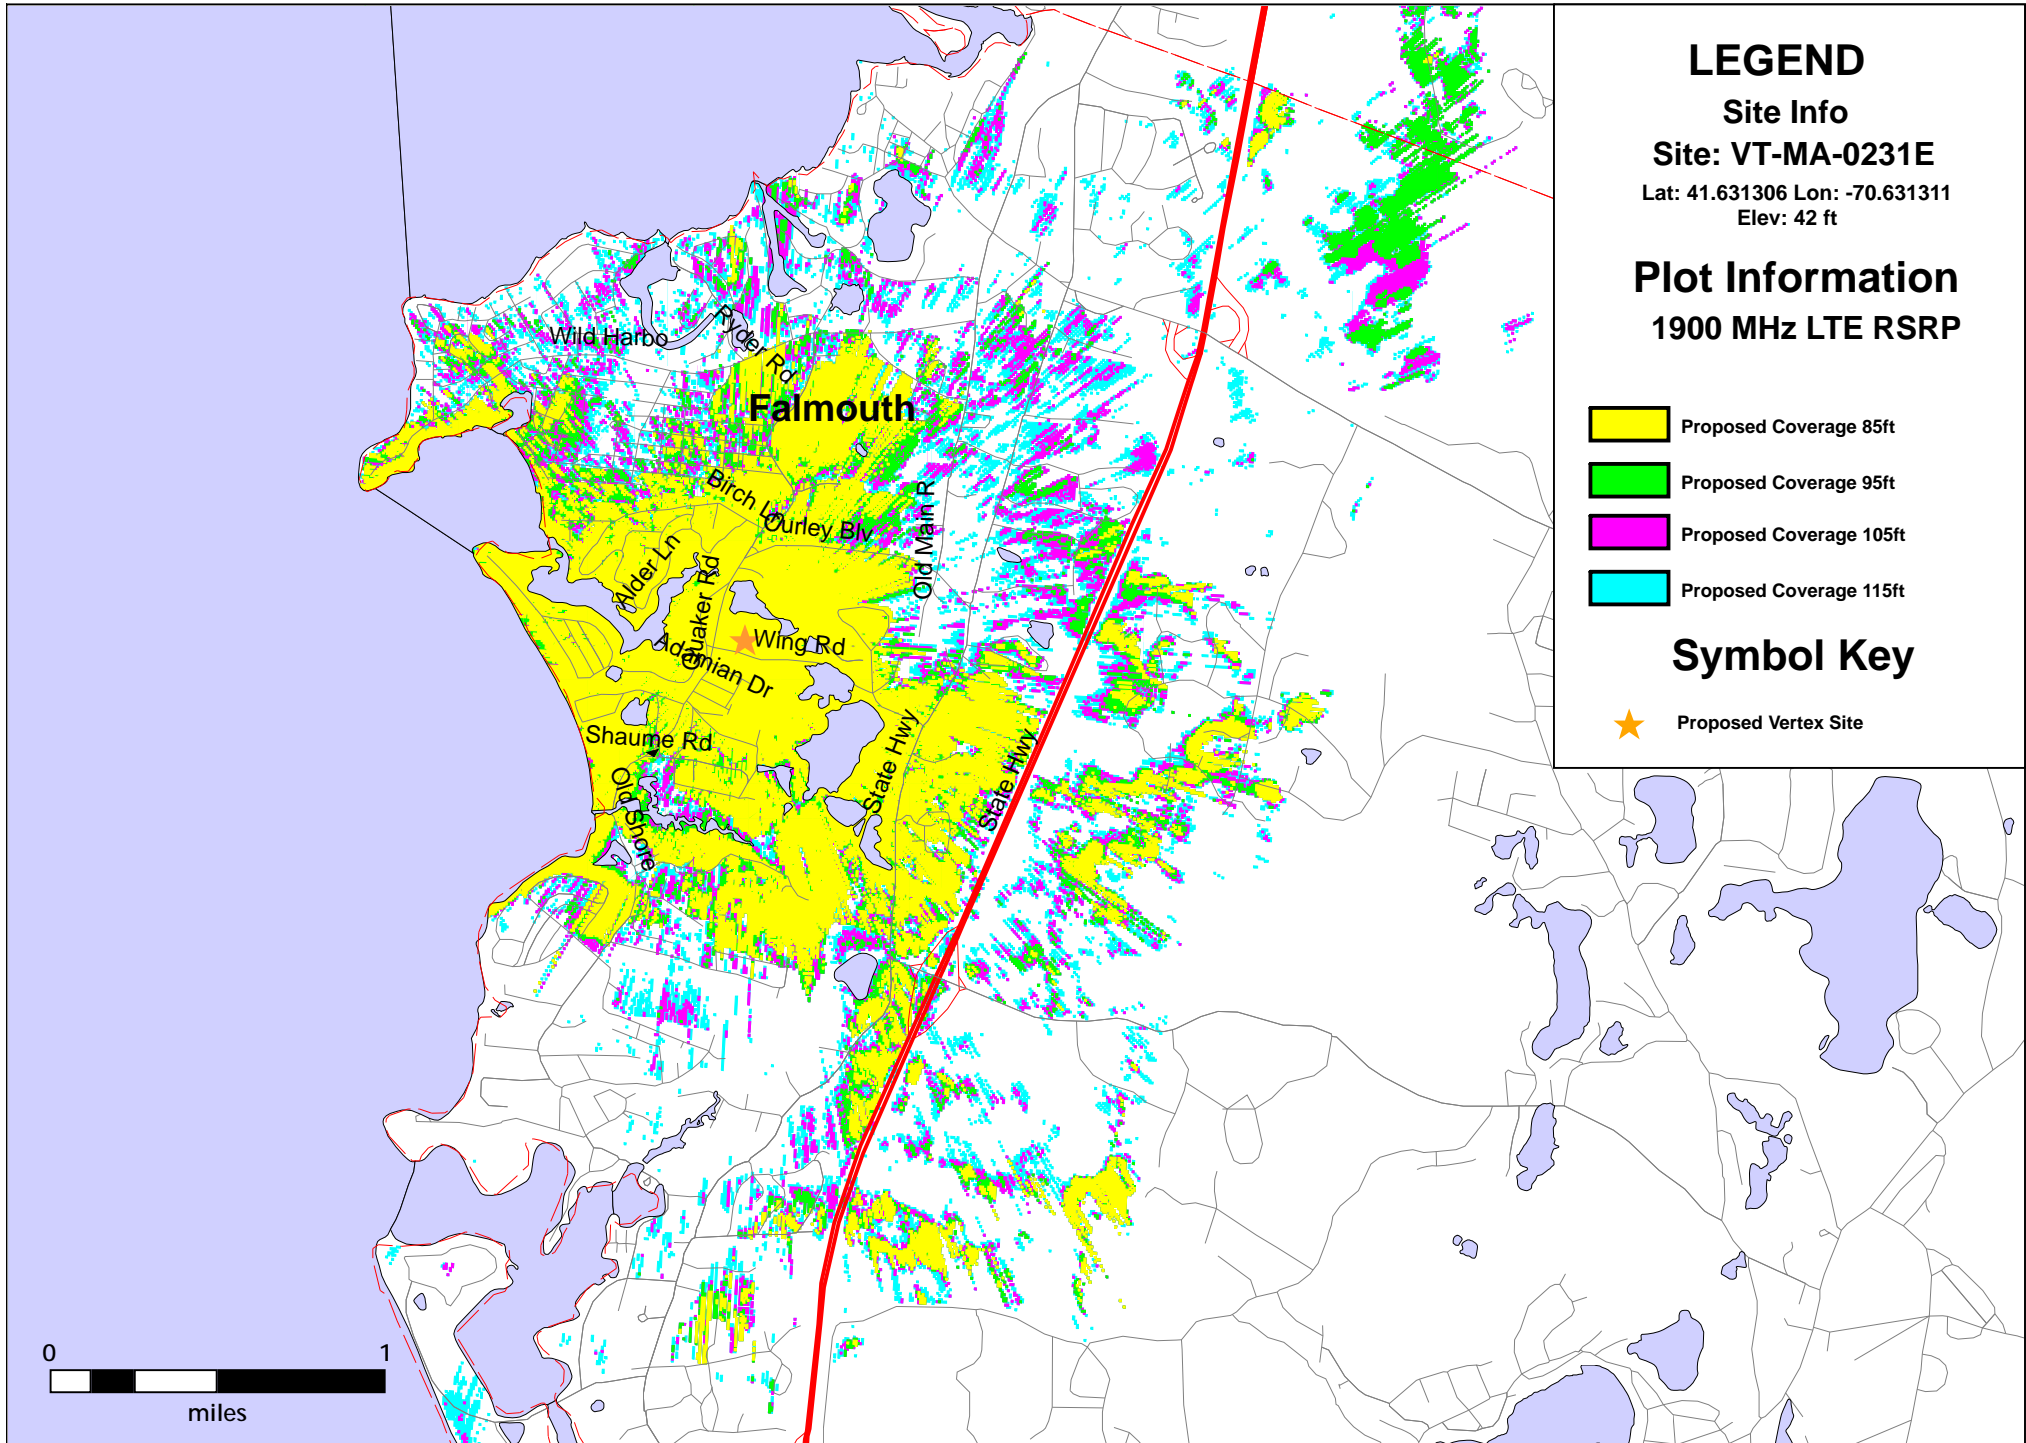 LEGEND
Site Info
Site: VT-MA-0231E
Lat: 41.631306 Lon: -70.631311
Elev: 42 ft
Plot Information
1900 MHz LTE RSRP
Proposed Coverage 85ft
Proposed Coverage 95ft
Proposed Coverage 105ft
Proposed Coverage 115ft
Symbol Key
Proposed Vertex Site
Wild Harbo
Ryder Rd
Falmouth
Birch Ln
Curley Blv
Old Main R
Alder Ln
Quaker Rd
Wing Rd
Adamian Dr
Shaume Rd
State Hwy
State Hwy
Old Shore
0 1
miles